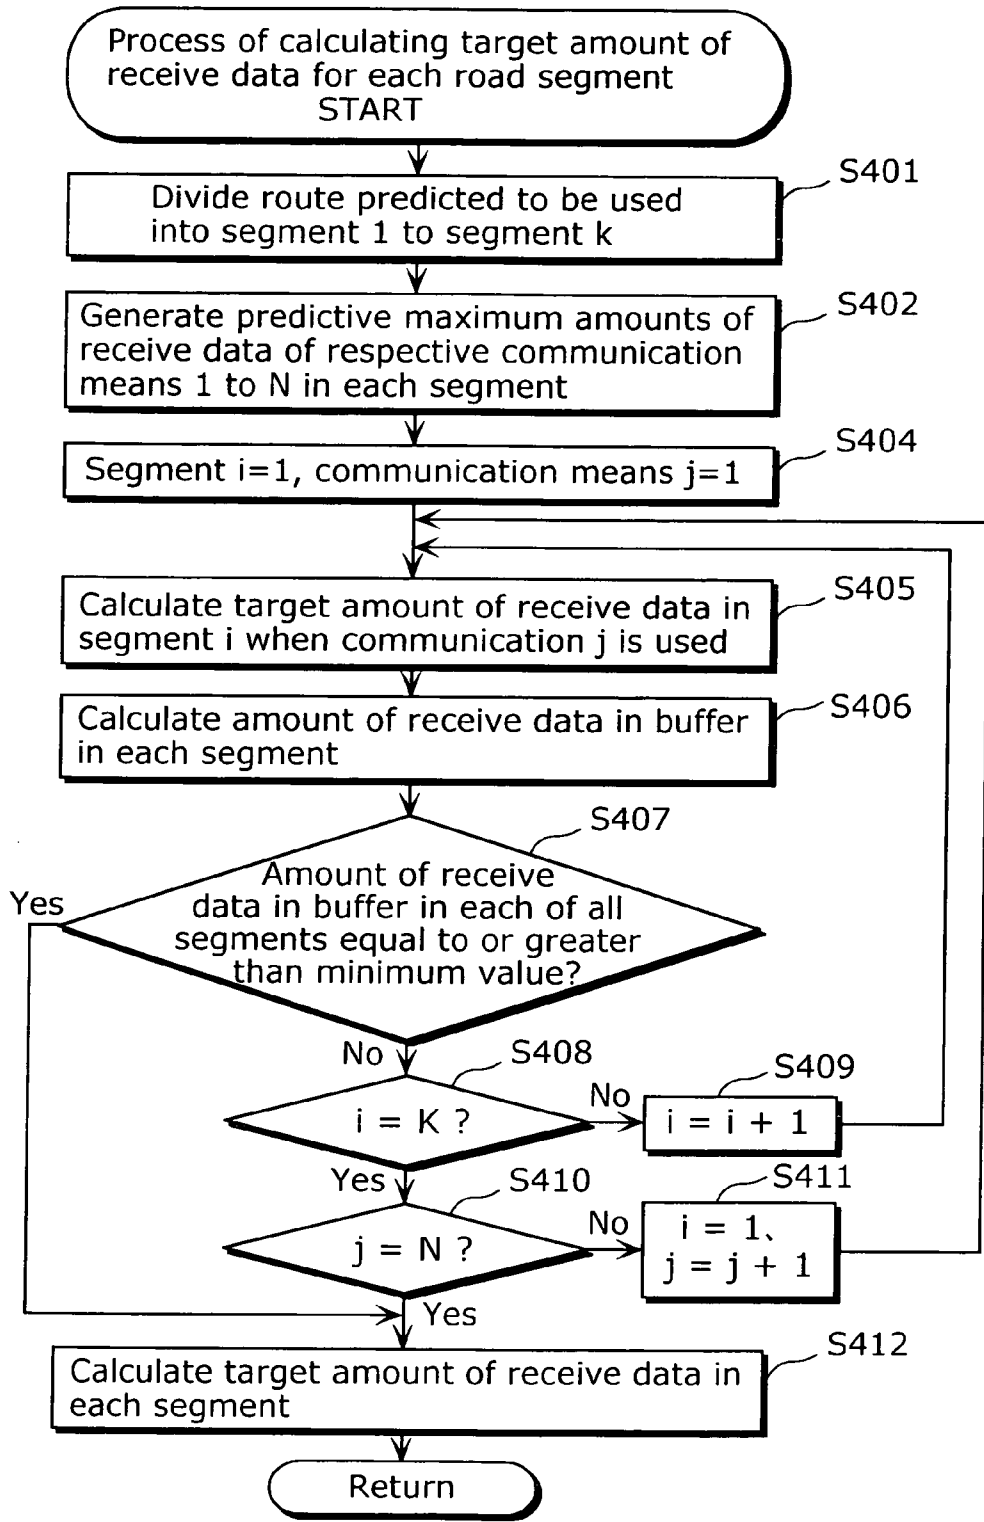 Process of calculating target amount of
receive data for each road segment
START
S401
Divide route predicted to be used
into segment 1 to segment k
S402
Generate predictive maximum amounts of
receive data of respective communication
means 1 to N in each segment
S404
Segment i=1, communication means j=1
S405
Calculate target amount of receive data in
segment i when communication j is used
S406
Calculate amount of receive data in buffer
in each segment
S407
Amount of receive
data in buffer in each of all
segments equal to or greater
than minimum value?
Yes
No
S408
i = K ?
No
S409
i = i + 1
Yes
S410
j = N ?
No
S411
i = 1、
j = j + 1
Yes
S412
Calculate target amount of receive data in
each segment
Return